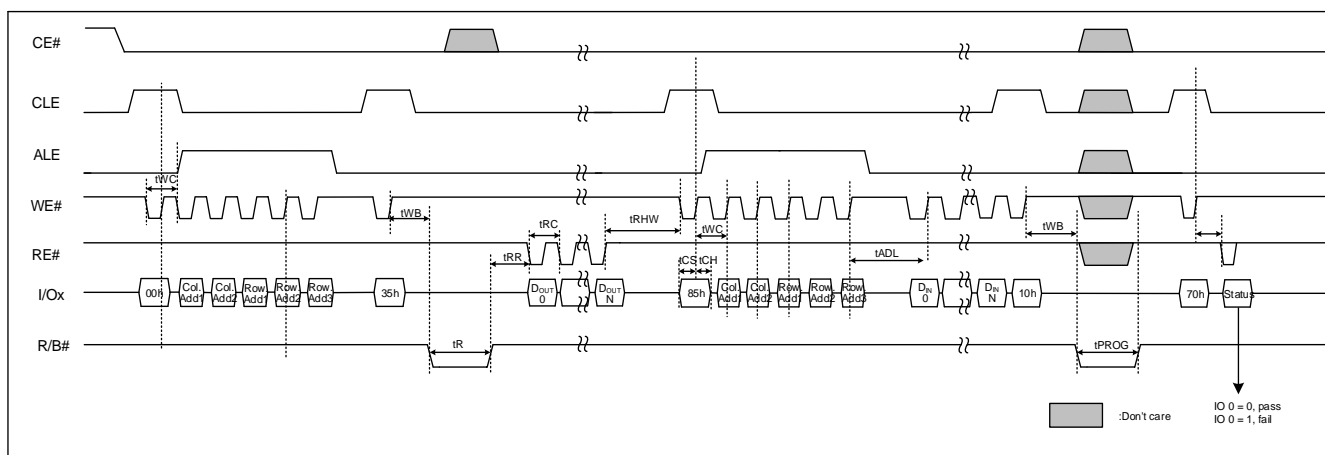 CE#
CLE
ALE
tWC
WE#
tWB
tRC
tRHW
tWC
tWB
RE#
tRR
tCS
tCH
tADL
I/Ox
00h
Col. Add1
Col. Add2
Row. Add1
Row. Add2
Row. Add3
35h
DOUT 0
DOUT N
85h
Col. Add1
Col. Add2
Row. Add1
Row. Add2
Row. Add3
DIN 0
DIN N
10h
70h
Status
R/B#
tR
tPROG
:Don't care
IO 0 = 0, pass
IO 0 = 1, fail